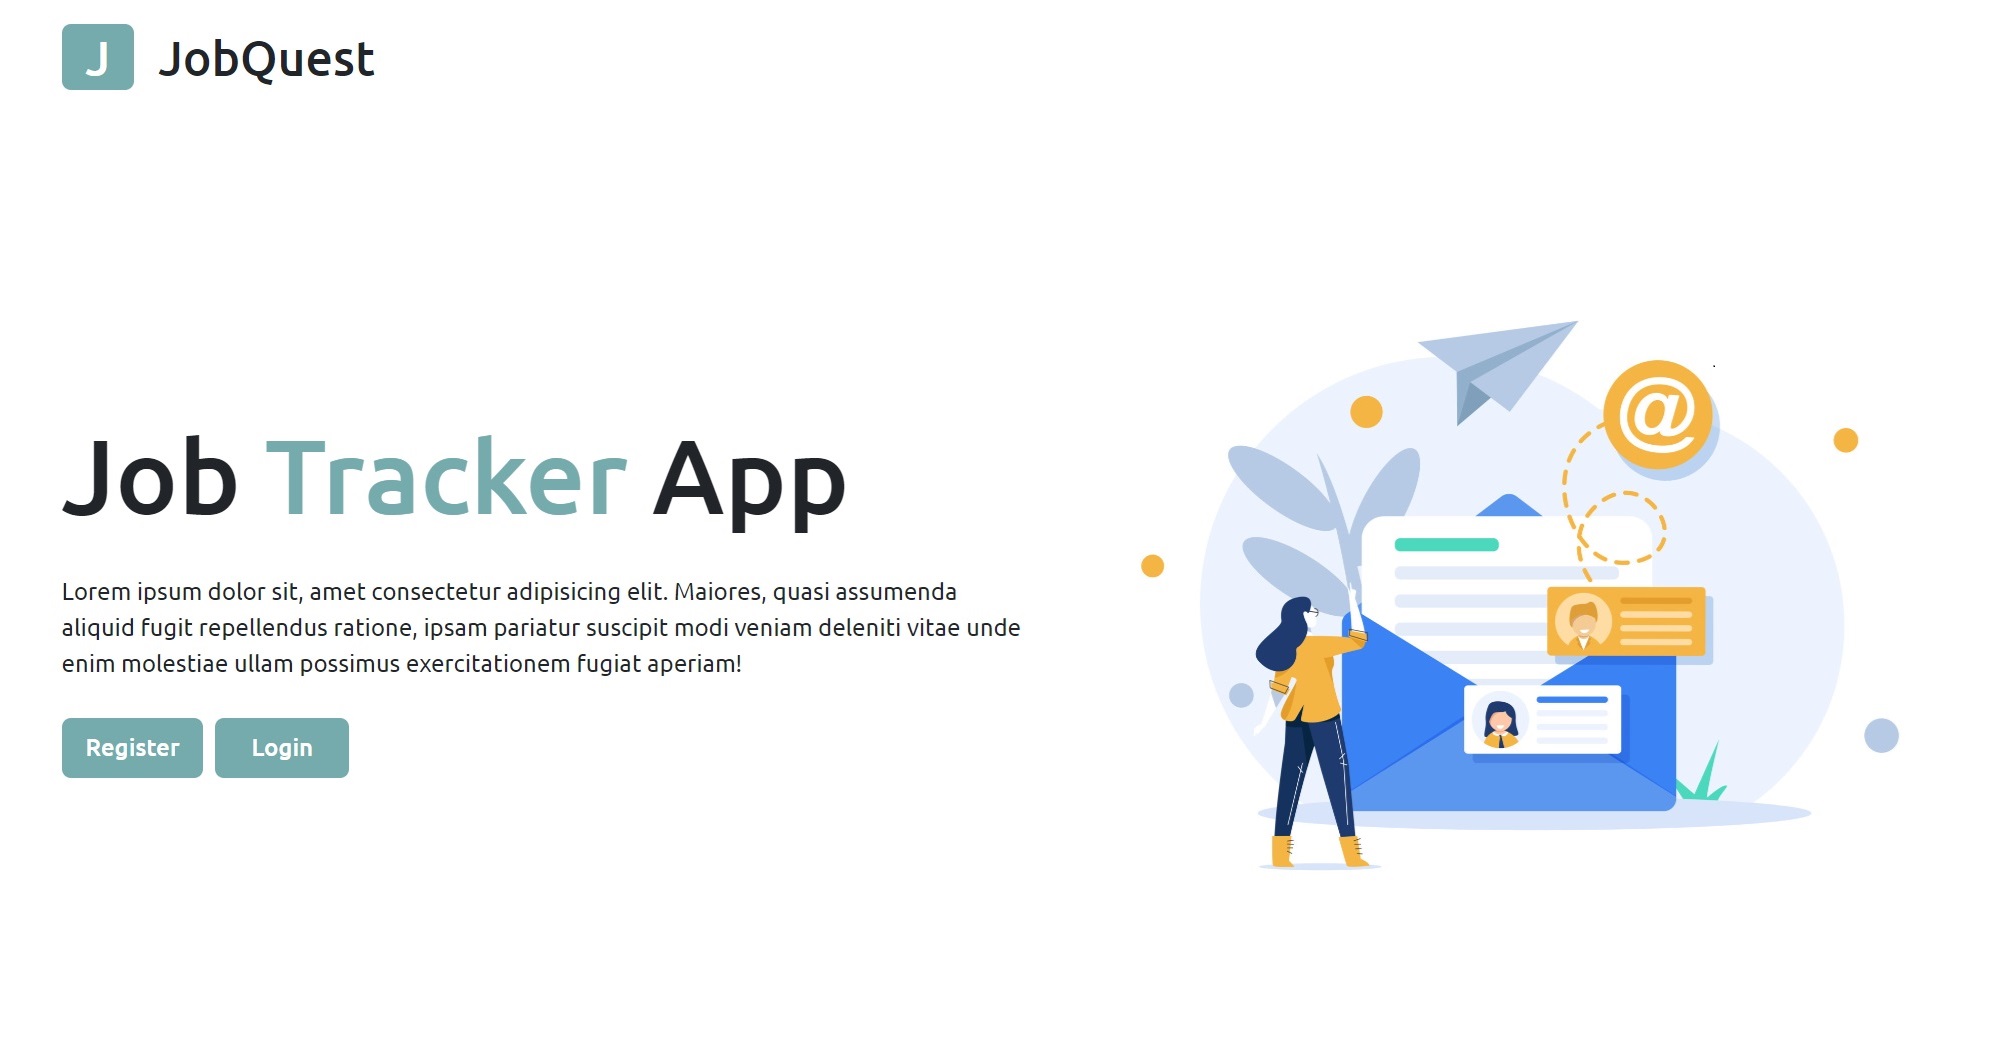 J JobQuest
@
Job Tracker App
Lorem ipsum dolor sit, amet consectetur adipisicing elit. Maiores, quasi assumenda
aliquid fugit repellendus ratione, ipsam pariatur suscipit modi veniam deleniti vitae unde
enim molestiae ullam possimus exercitationem fugiat aperiam!
Register Login